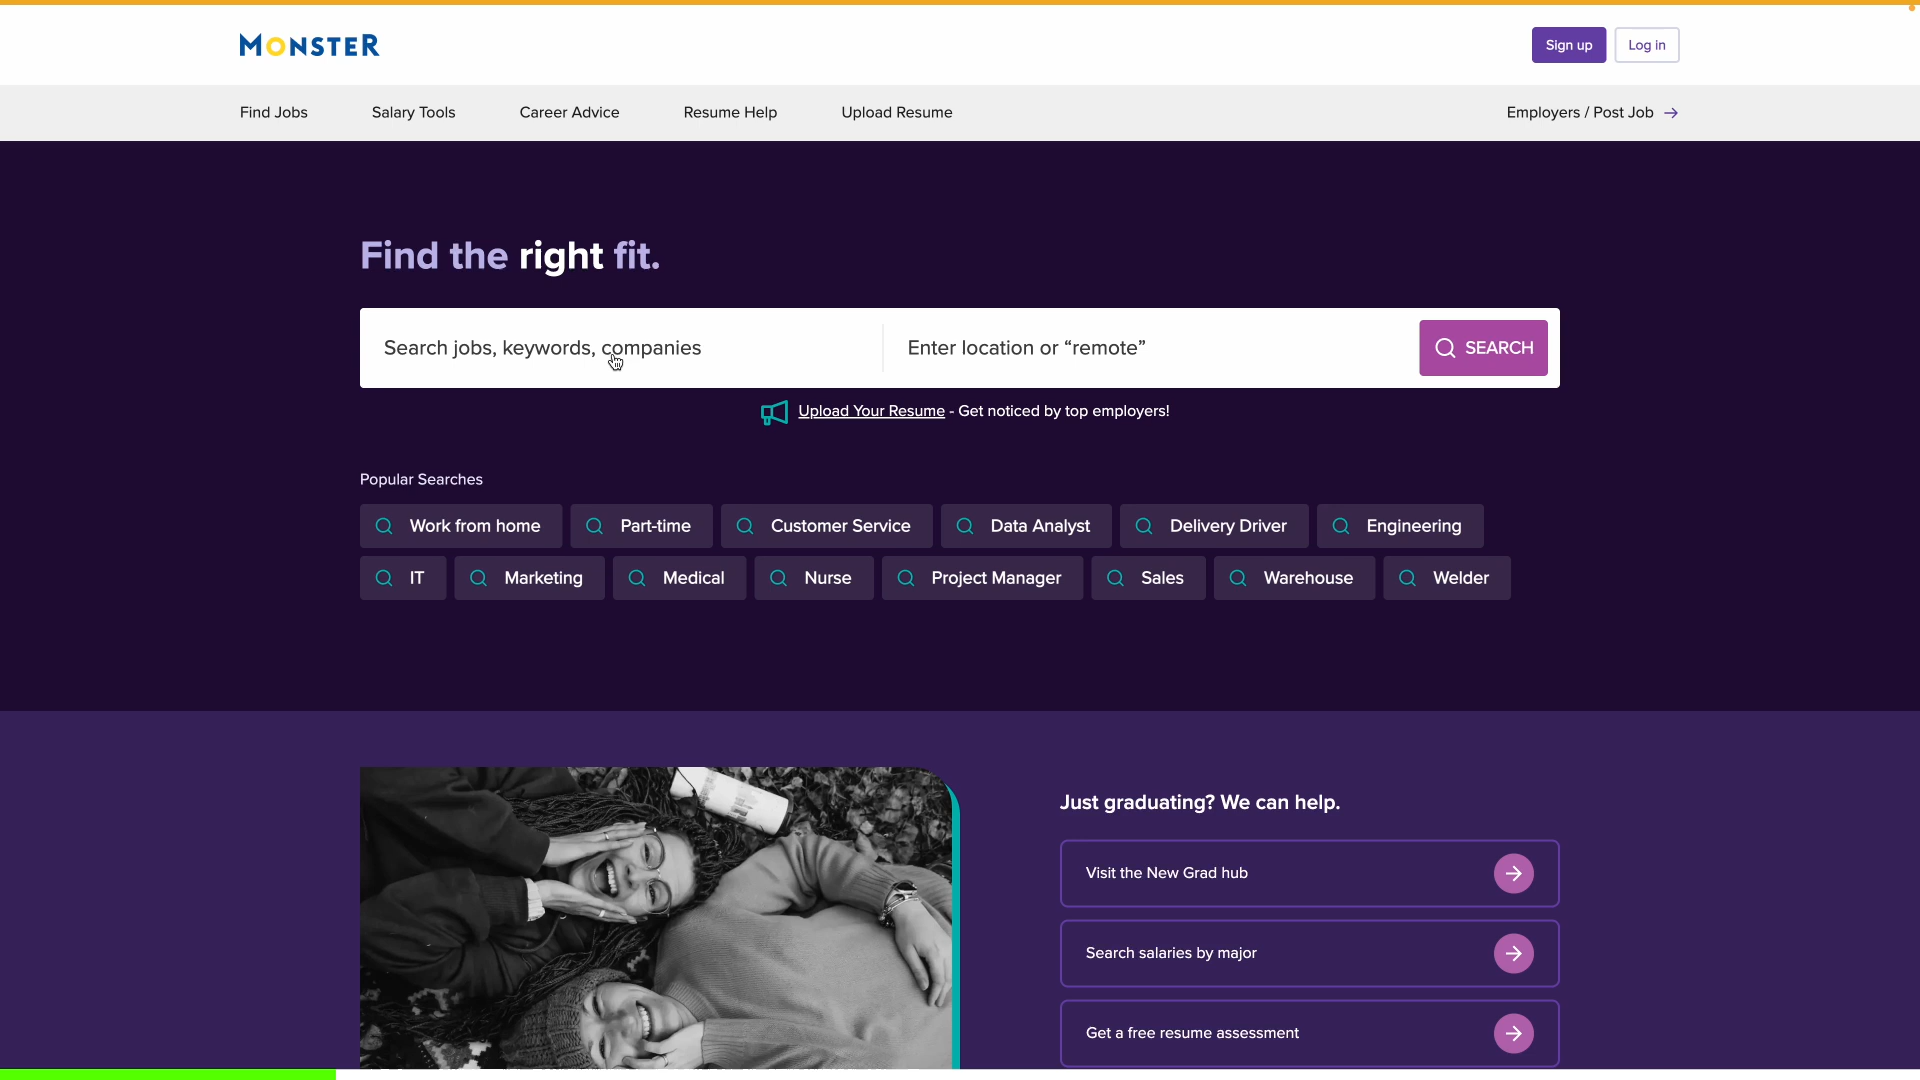 MONSTER
Sign up
Log in
Find Jobs
Salary Tools
Career Advice
Resume Help
Upload Resume
Employers / Post Job
Find the right fit.
Search jobs, keywords, companies
Enter location or “remote”
SEARCH
Upload Your Resume - Get noticed by top employers!
Popular Searches
Work from home
Part-time
Customer Service
Data Analyst
Delivery Driver
Engineering
IT
Marketing
Medical
Nurse
Project Manager
Sales
Warehouse
Welder
Just graduating? We can help.
Visit the New Grad hub
Search salaries by major
Get a free resume assessment